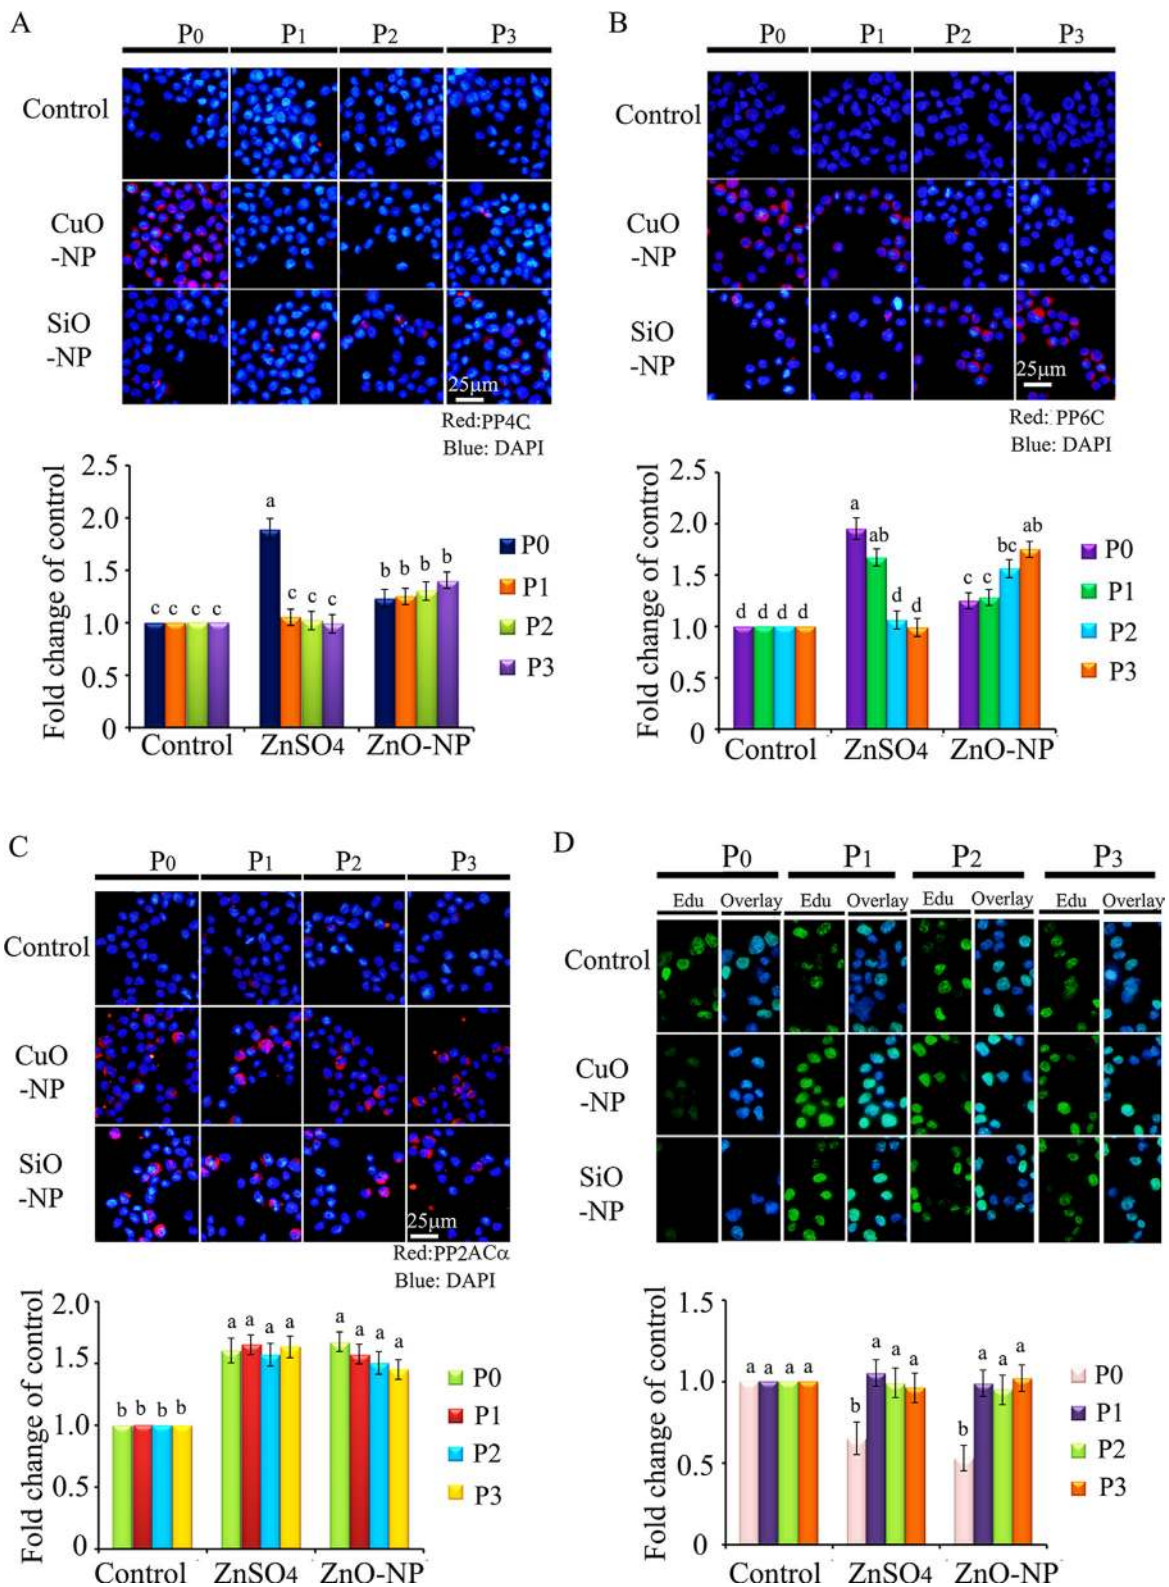 A
P0 P1 P2 P3
Control
CuO
-NP
SiO
-NP
25µm
Red:PP4C
Blue: DAPI
Fold change of control
2.5
2.0
1.5
1.0
0.5
0
c c c c
a c c c
b b b b
Control ZnSO4 ZnO-NP
P0
P1
P2
P3
B
P0 P1 P2 P3
Control
CuO
-NP
SiO
-NP
25µm
Red: PP6C
Blue: DAPI
Fold change of control
2.5
2.0
1.5
1.0
0.5
0
d d d d
a ab d d
c c bc ab
Control ZnSO4 ZnO-NP
P0
P1
P2
P3
C
P0 P1 P2 P3
Control
CuO
-NP
SiO
-NP
25µm
Red:PP2ACα
Blue: DAPI
Fold change of control
2.0
1.5
1.0
0
b b b b
a a a a
a a a a
Control ZnSO4 ZnO-NP
P0
P1
P2
P3
D
P0 P1 P2 P3
Edu Overlay Edu Overlay Edu Overlay Edu Overlay
Control
CuO
-NP
SiO
-NP
Fold change of control
1.5
1.0
0.5
0
a a a a
b a a a
b a a a
Control ZnSO4 ZnO-NP
P0
P1
P2
P3